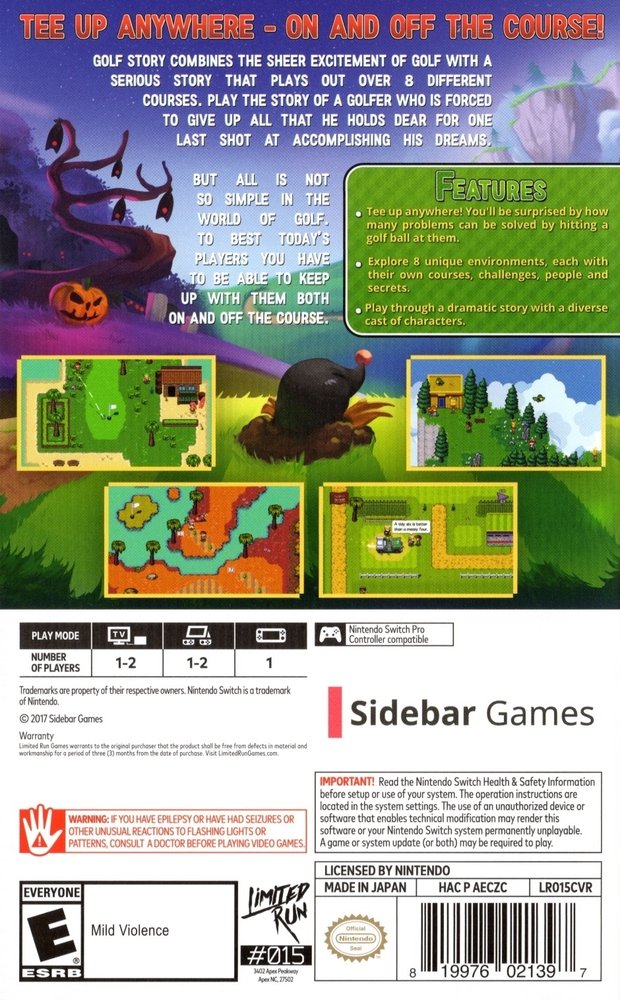 TEE UP ANYWHERE - ON AND OFF THE COURSE!
GOLF STORY COMBINES THE SHEER EXCITEMENT OF GOLF WITH A
SERIOUS STORY THAT PLAYS OUT OVER 8 DIFFERENT
COURSES. PLAY THE STORY OF A GOLFER WHO IS FORCED
TO GIVE UP ALL THAT HE HOLDS DEAR FOR ONE
LAST SHOT AT ACCOMPLISHING HIS DREAMS.
BUT ALL IS NOT
SO SIMPLE IN THE
WORLD OF GOLF.
TO BEST TODAY'S
PLAYERS YOU HAVE
TO BE ABLE TO KEEP
UP WITH THEM BOTH
ON AND OFF THE COURSE.
FEATURES
• Tee up anywhere! You'll be surprised by how
many problems can be solved by hitting a
golf ball at them.
• Explore 8 unique environments, each with
their own courses, challenges, people and
secrets.
• Play through a dramatic story with a diverse
cast of characters.
A tidy six is better
than a messy four.
PLAY MODE
TV
NUMBER
OF PLAYERS
1-2
1-2
1
Nintendo Switch Pro
Controller compatible
Trademarks are property of their respective owners. Nintendo Switch is a trademark
of Nintendo.
© 2017 Sidebar Games
Warranty
Limited Run Games warrants to the original purchaser that the product shall be free from defects in material and
workmanship for a period of three (3) months from the date of purchase. Visit LimitedRunGames.com.
Sidebar Games
IMPORTANT! Read the Nintendo Switch Health & Safety Information
before setup or use of your system. The operation instructions are
located in the system settings. The use of an unauthorized device or
software that enables technical modification may render this
software or your Nintendo Switch system permanently unplayable.
A game or system update (or both) may be required to play.
WARNING: IF YOU HAVE EPILEPSY OR HAVE HAD SEIZURES OR
OTHER UNUSUAL REACTIONS TO FLASHING LIGHTS OR
PATTERNS, CONSULT A DOCTOR BEFORE PLAYING VIDEO GAMES.
EVERYONE
E
ESRB
Mild Violence
LIMITED
RUN
#015
3402 Apex Peakway
Apex NC, 27502
LICENSED BY NINTENDO
MADE IN JAPAN
HAC P AECZC
LR015CVR
Official
Nintendo
Seal
8 19976 02139 7